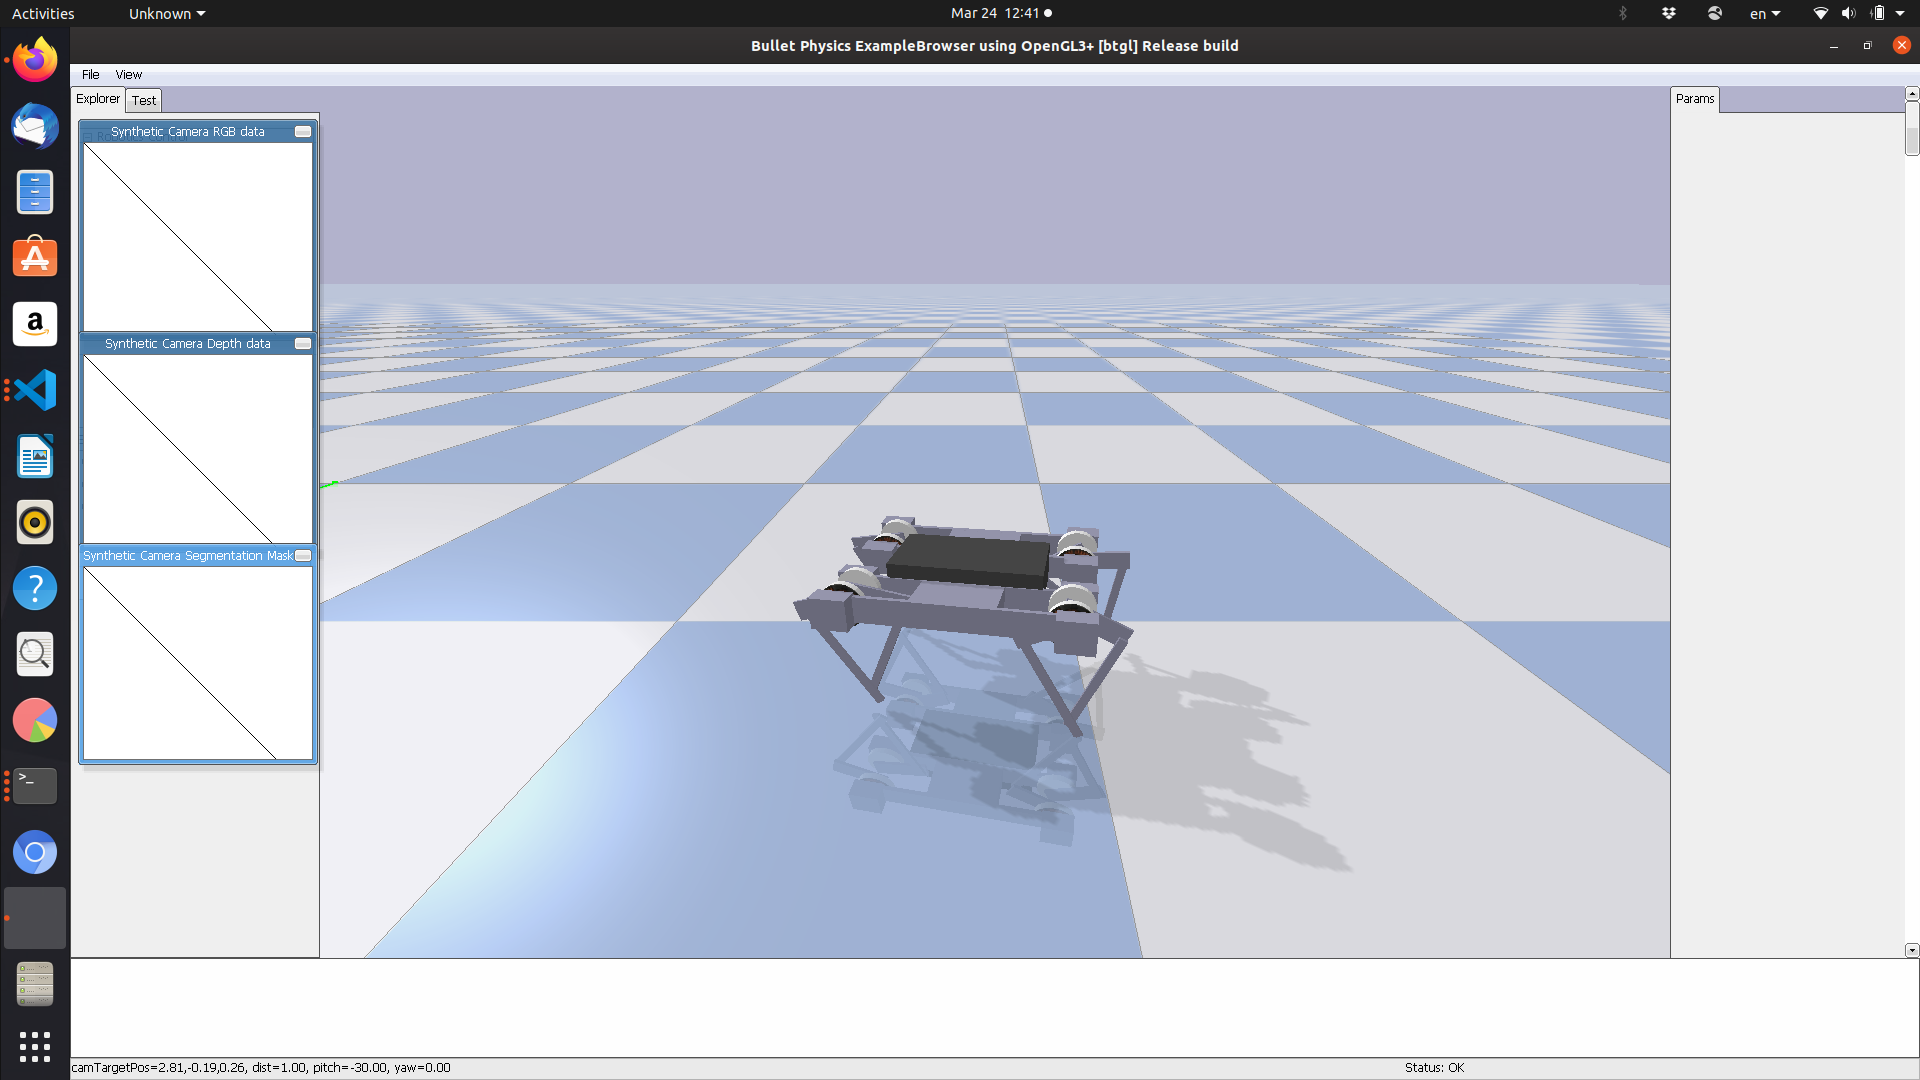 Activities
Unknown
Mar 24 12:41
en
Bullet Physics ExampleBrowser using OpenGL3+ [btgl] Release build
File View
Explorer Test
Params
Synthetic Camera RGB data
Synthetic Camera Depth data
Synthetic Camera Segmentation Mask
a
?
>_
camTargetPos=2.81,-0.19,0.26, dist=1.00, pitch=-30.00, yaw=0.00
Status: OK